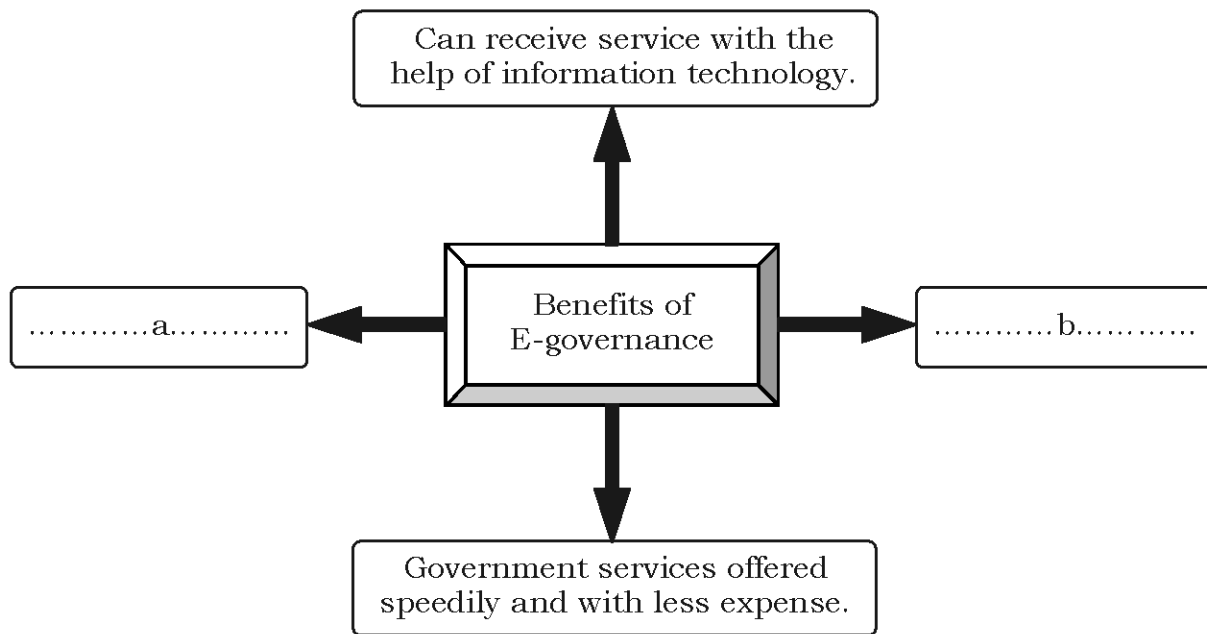 Can receive service with the
help of information technology.
............a............
Benefits of
E-governance
............b............
Government services offered
speedily and with less expense.